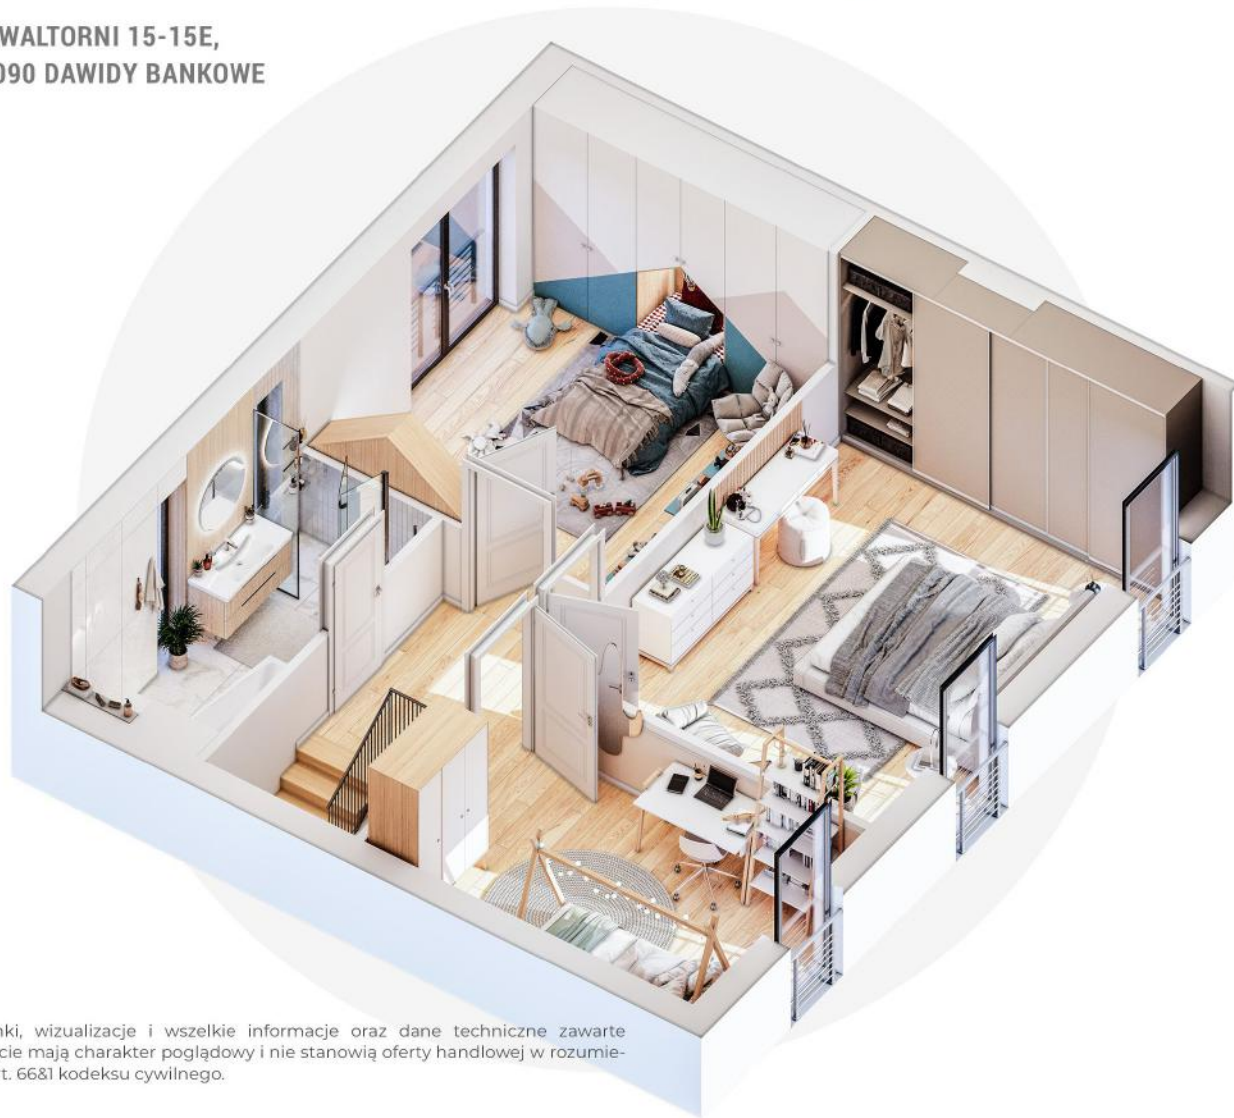 WALTORNI 15-15E,
090 DAWIDY BANKOWE
nki, wizualizacje i wszelkie informacje oraz dane techniczne zawarte
cie mają charakter poglądowy i nie stanowią oferty handlowej w rozumie-
t. 66&1 kodeksu cywilnego.